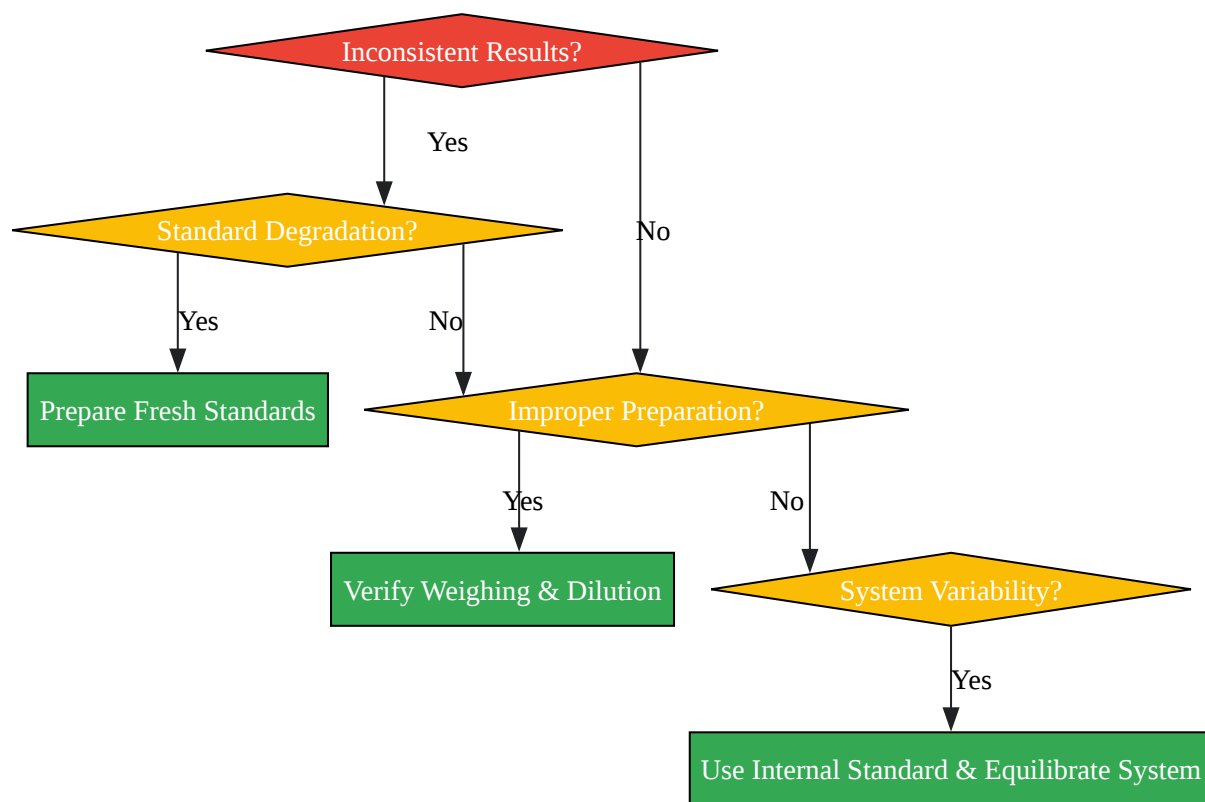 Inconsistent Results?
Yes
Standard Degradation?
No
Yes
No
Prepare Fresh Standards
Improper Preparation?
Yes
No
Verify Weighing & Dilution
System Variability?
Yes
Use Internal Standard & Equilibrate System